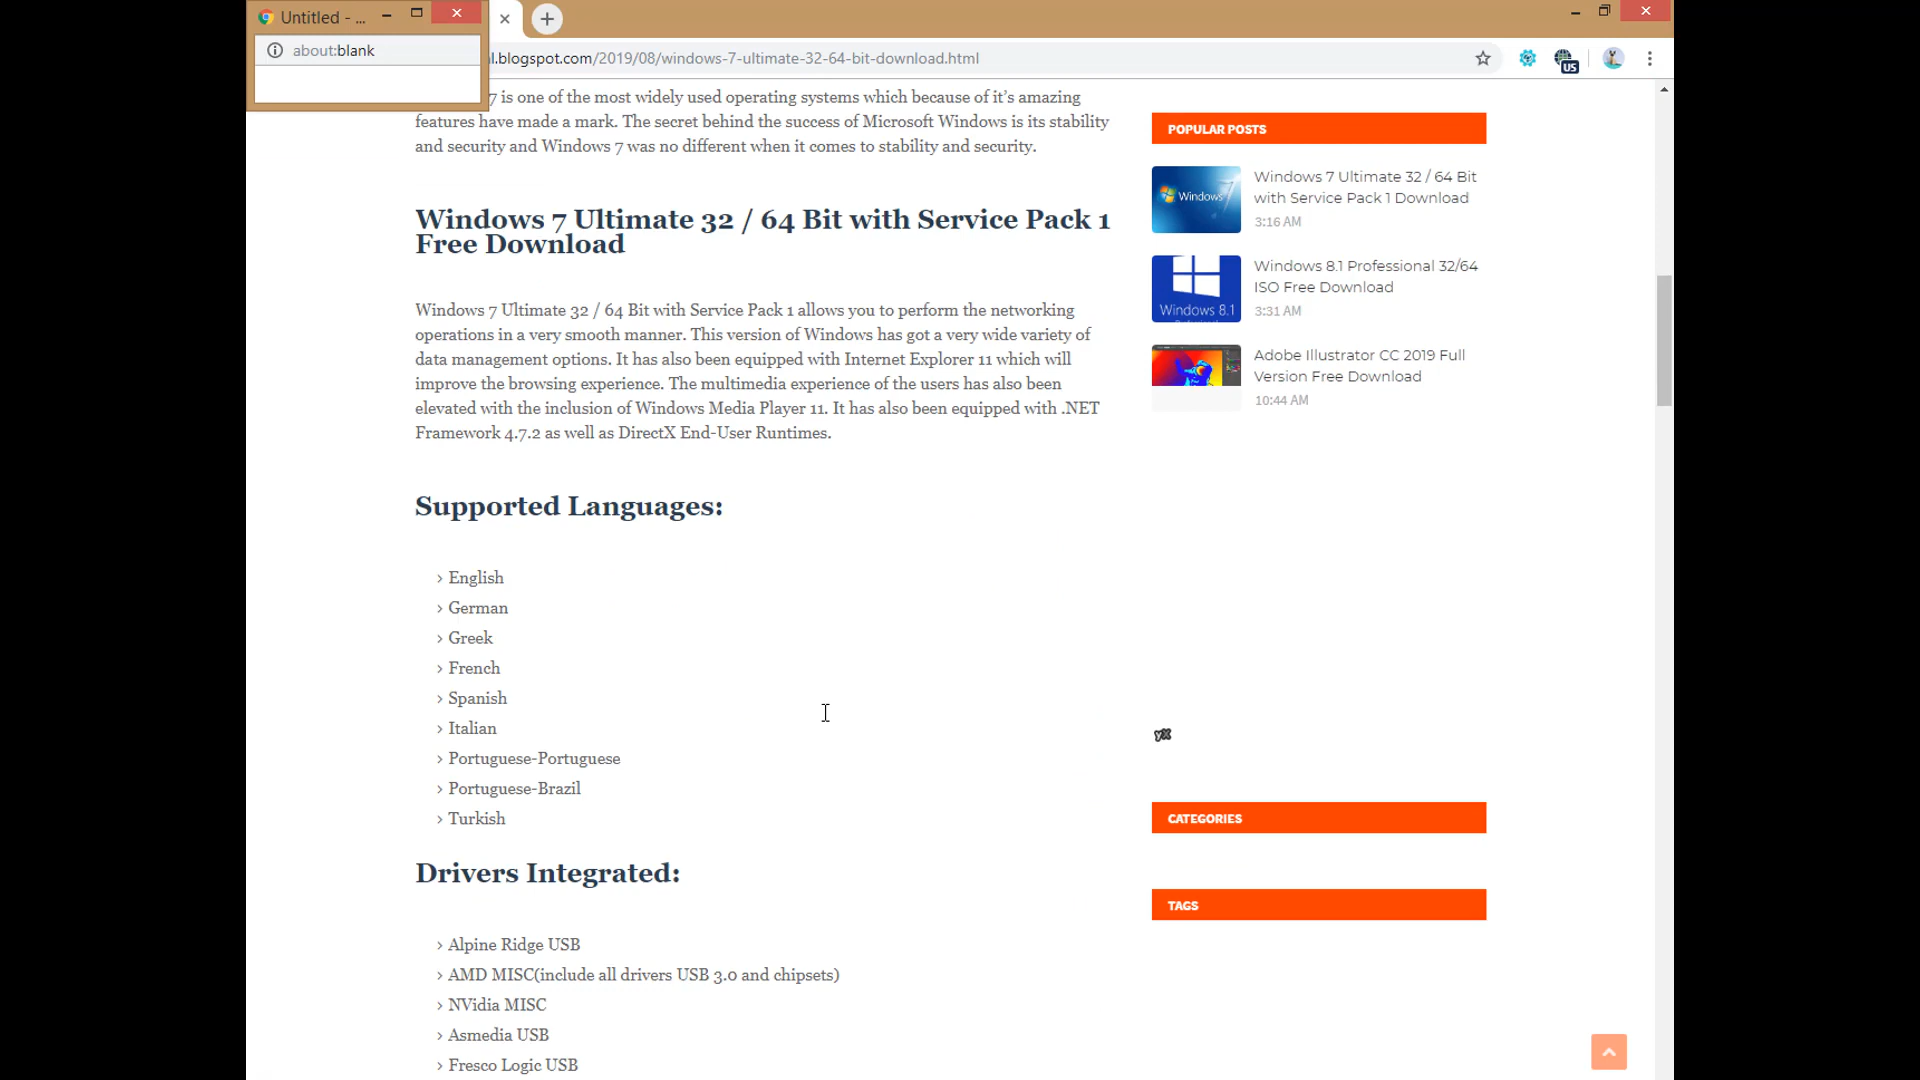 Untitled - ...
about:blank
l.blogspot.com/2019/08/windows-7-ultimate-32-64-bit-download.html
US
7 is one of the most widely used operating systems which because of it's amazing
features have made a mark. The secret behind the success of Microsoft Windows is its stability
and security and Windows 7 was no different when it comes to stability and security.
Windows 7 Ultimate 32 / 64 Bit with Service Pack 1
Free Download
Windows 7 Ultimate 32 / 64 Bit with Service Pack 1 allows you to perform the networking
operations in a very smooth manner. This version of Windows has got a very wide variety of
data management options. It has also been equipped with Internet Explorer 11 which will
improve the browsing experience. The multimedia experience of the users has also been
elevated with the inclusion of Windows Media Player 11. It has also been equipped with .NET
Framework 4.7.2 as well as DirectX End-User Runtimes.
Supported Languages:
› English
› German
› Greek
› French
› Spanish
› Italian
› Portuguese-Portuguese
› Portuguese-Brazil
› Turkish
Drivers Integrated:
› Alpine Ridge USB
› AMD MISC(include all drivers USB 3.0 and chipsets)
› NVidia MISC
› Asmedia USB
› Fresco Logic USB
POPULAR POSTS
Windows 7
Windows 7 Ultimate 32 / 64 Bit
with Service Pack 1 Download
3:16 AM
Windows 8.1
Windows 8.1 Professional 32/64
ISO Free Download
3:31 AM
Adobe Illustrator CC 2019 Full
Version Free Download
10:44 AM
yx
CATEGORIES
TAGS